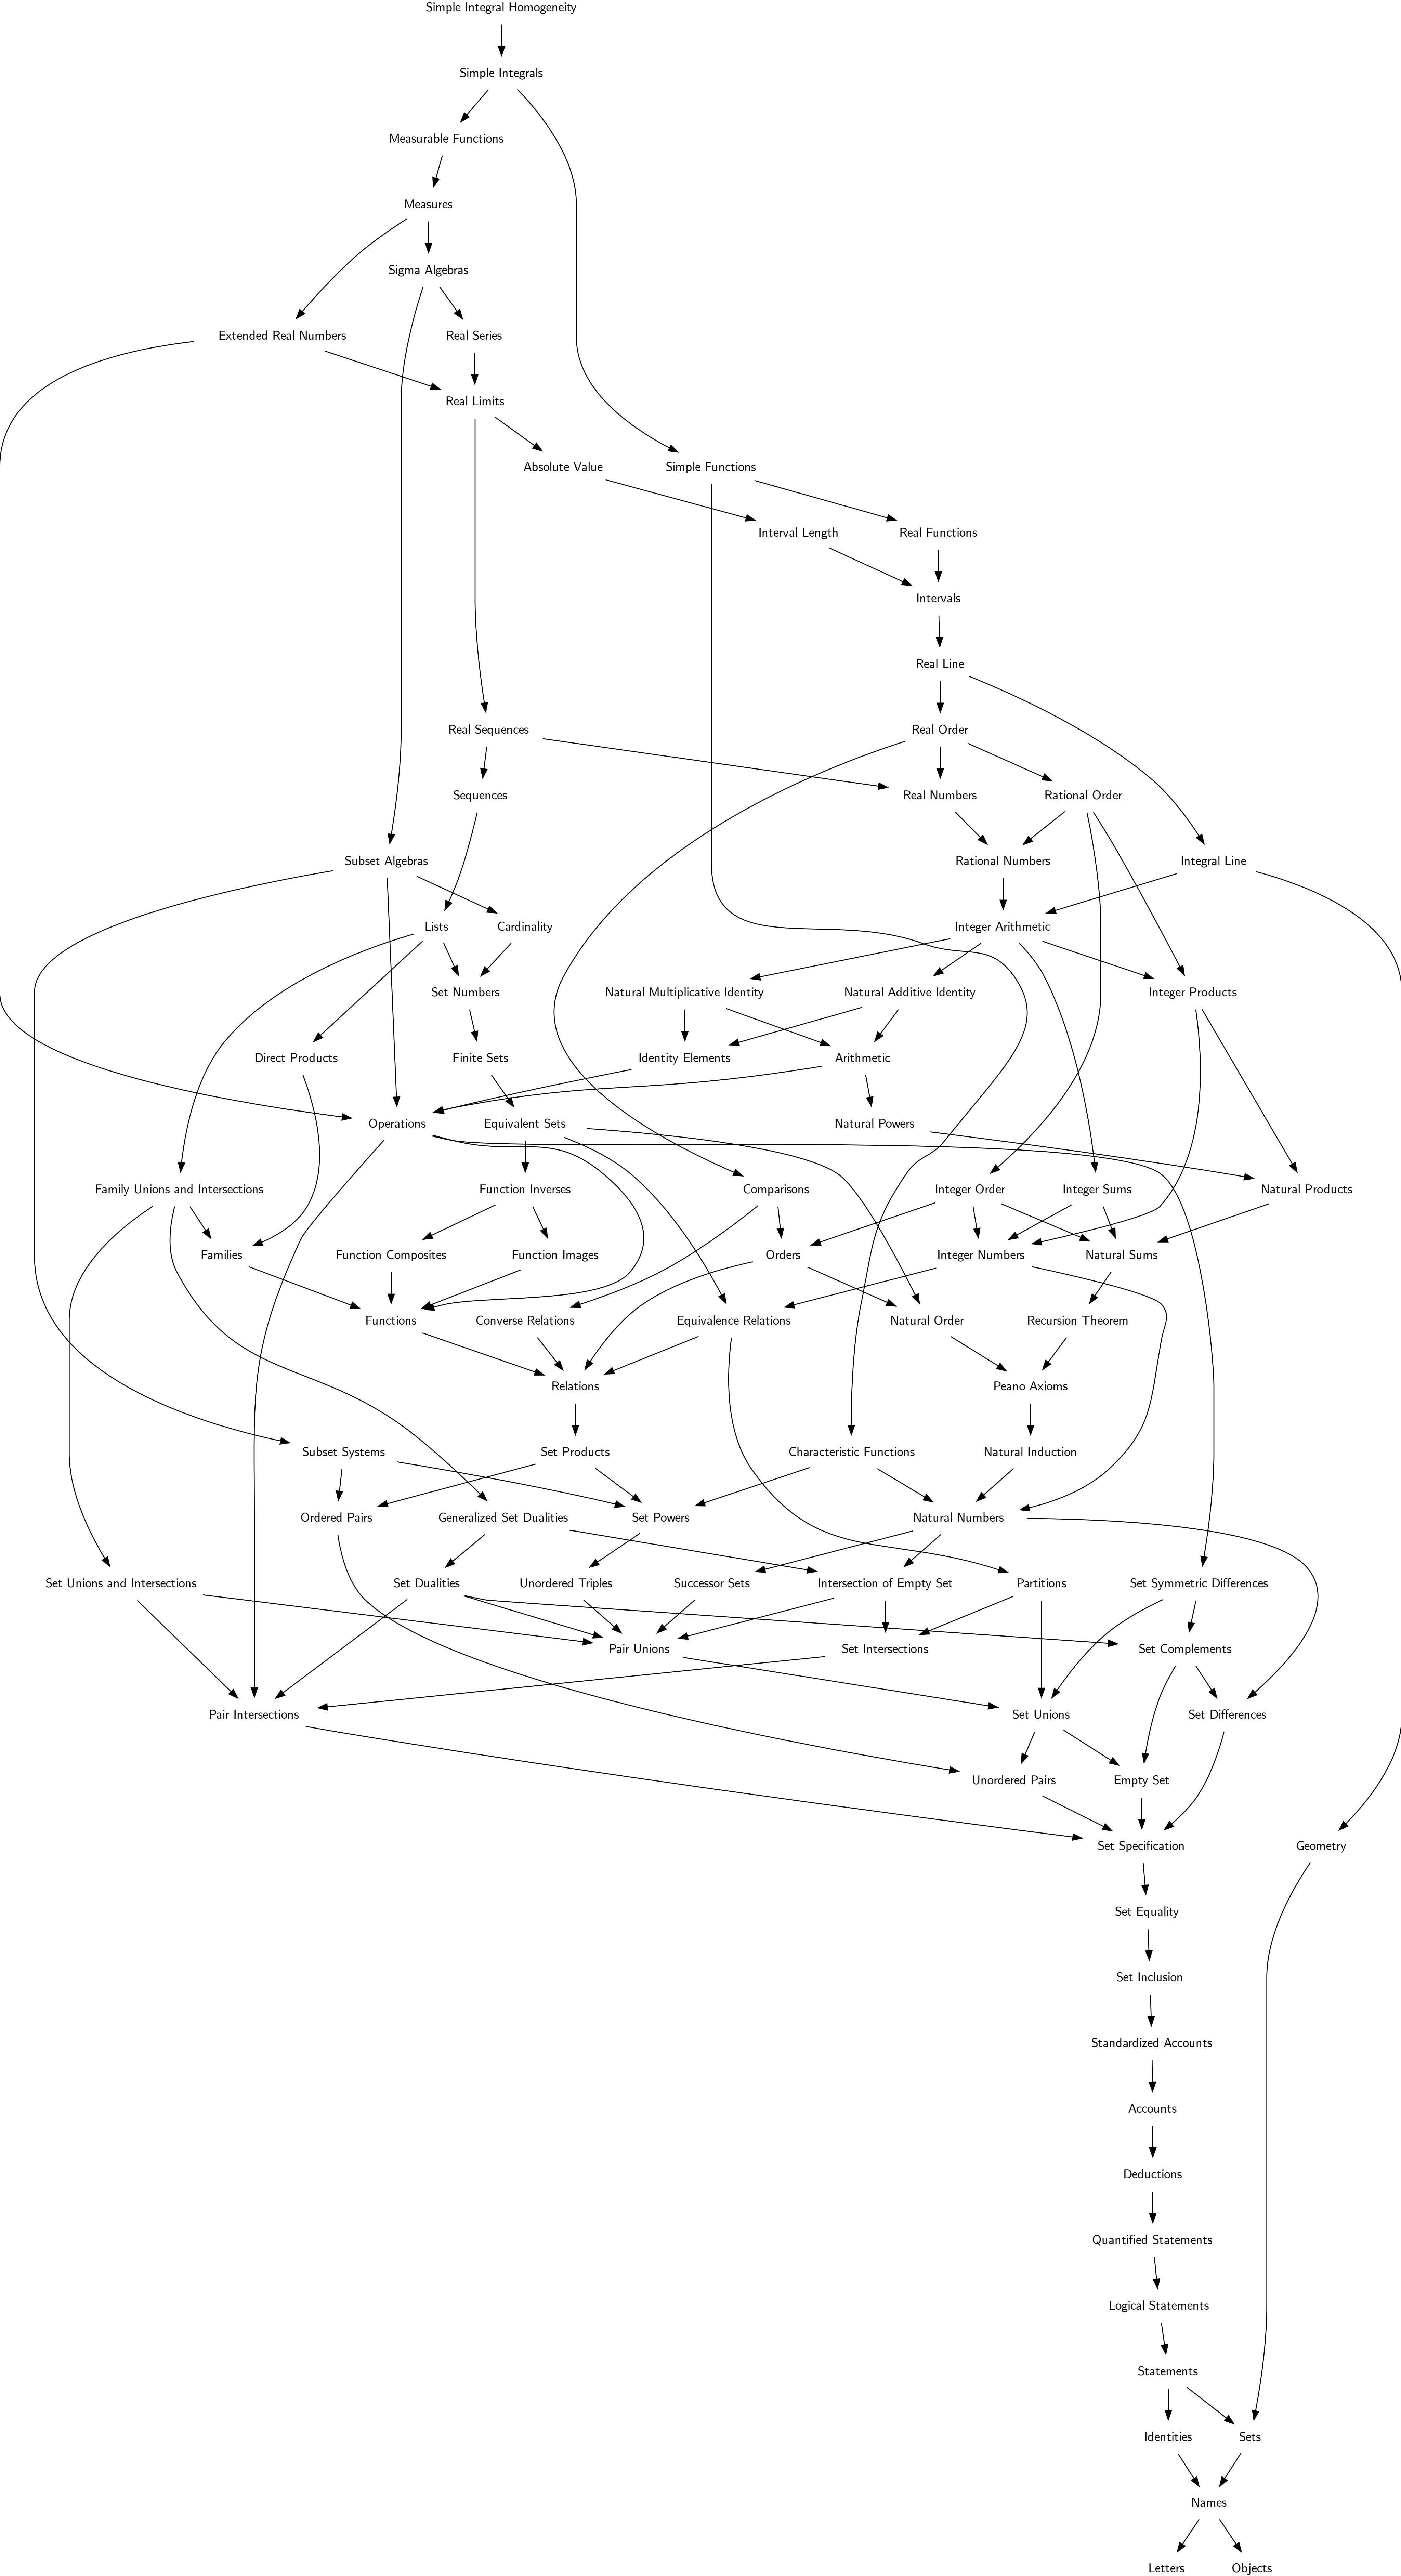 Simple Integral Homogeneity
Simple Integrals
Measurable Functions
Measures
Sigma Algebras
Extended Real Numbers
Real Series
Real Limits
Absolute Value
Simple Functions
Interval Length
Real Functions
Intervals
Real Line
Real Sequences
Real Order
Sequences
Real Numbers
Rational Order
Subset Algebras
Rational Numbers
Integral Line
Lists
Cardinality
Integer Arithmetic
Set Numbers
Natural Multiplicative Identity
Natural Additive Identity
Integer Products
Direct Products
Finite Sets
Identity Elements
Arithmetic
Operations
Equivalent Sets
Natural Powers
Family Unions and Intersections
Function Inverses
Comparisons
Integer Order
Integer Sums
Natural Products
Families
Function Composites
Function Images
Orders
Integer Numbers
Natural Sums
Functions
Converse Relations
Equivalence Relations
Natural Order
Recursion Theorem
Relations
Peano Axioms
Subset Systems
Set Products
Characteristic Functions
Natural Induction
Ordered Pairs
Generalized Set Dualities
Set Powers
Natural Numbers
Set Unions and Intersections
Set Dualities
Unordered Triples
Successor Sets
Intersection of Empty Set
Partitions
Set Symmetric Differences
Pair Unions
Set Intersections
Set Complements
Pair Intersections
Set Unions
Set Differences
Unordered Pairs
Empty Set
Set Specification
Geometry
Set Equality
Set Inclusion
Standardized Accounts
Accounts
Deductions
Quantified Statements
Logical Statements
Statements
Identities
Sets
Names
Letters
Objects